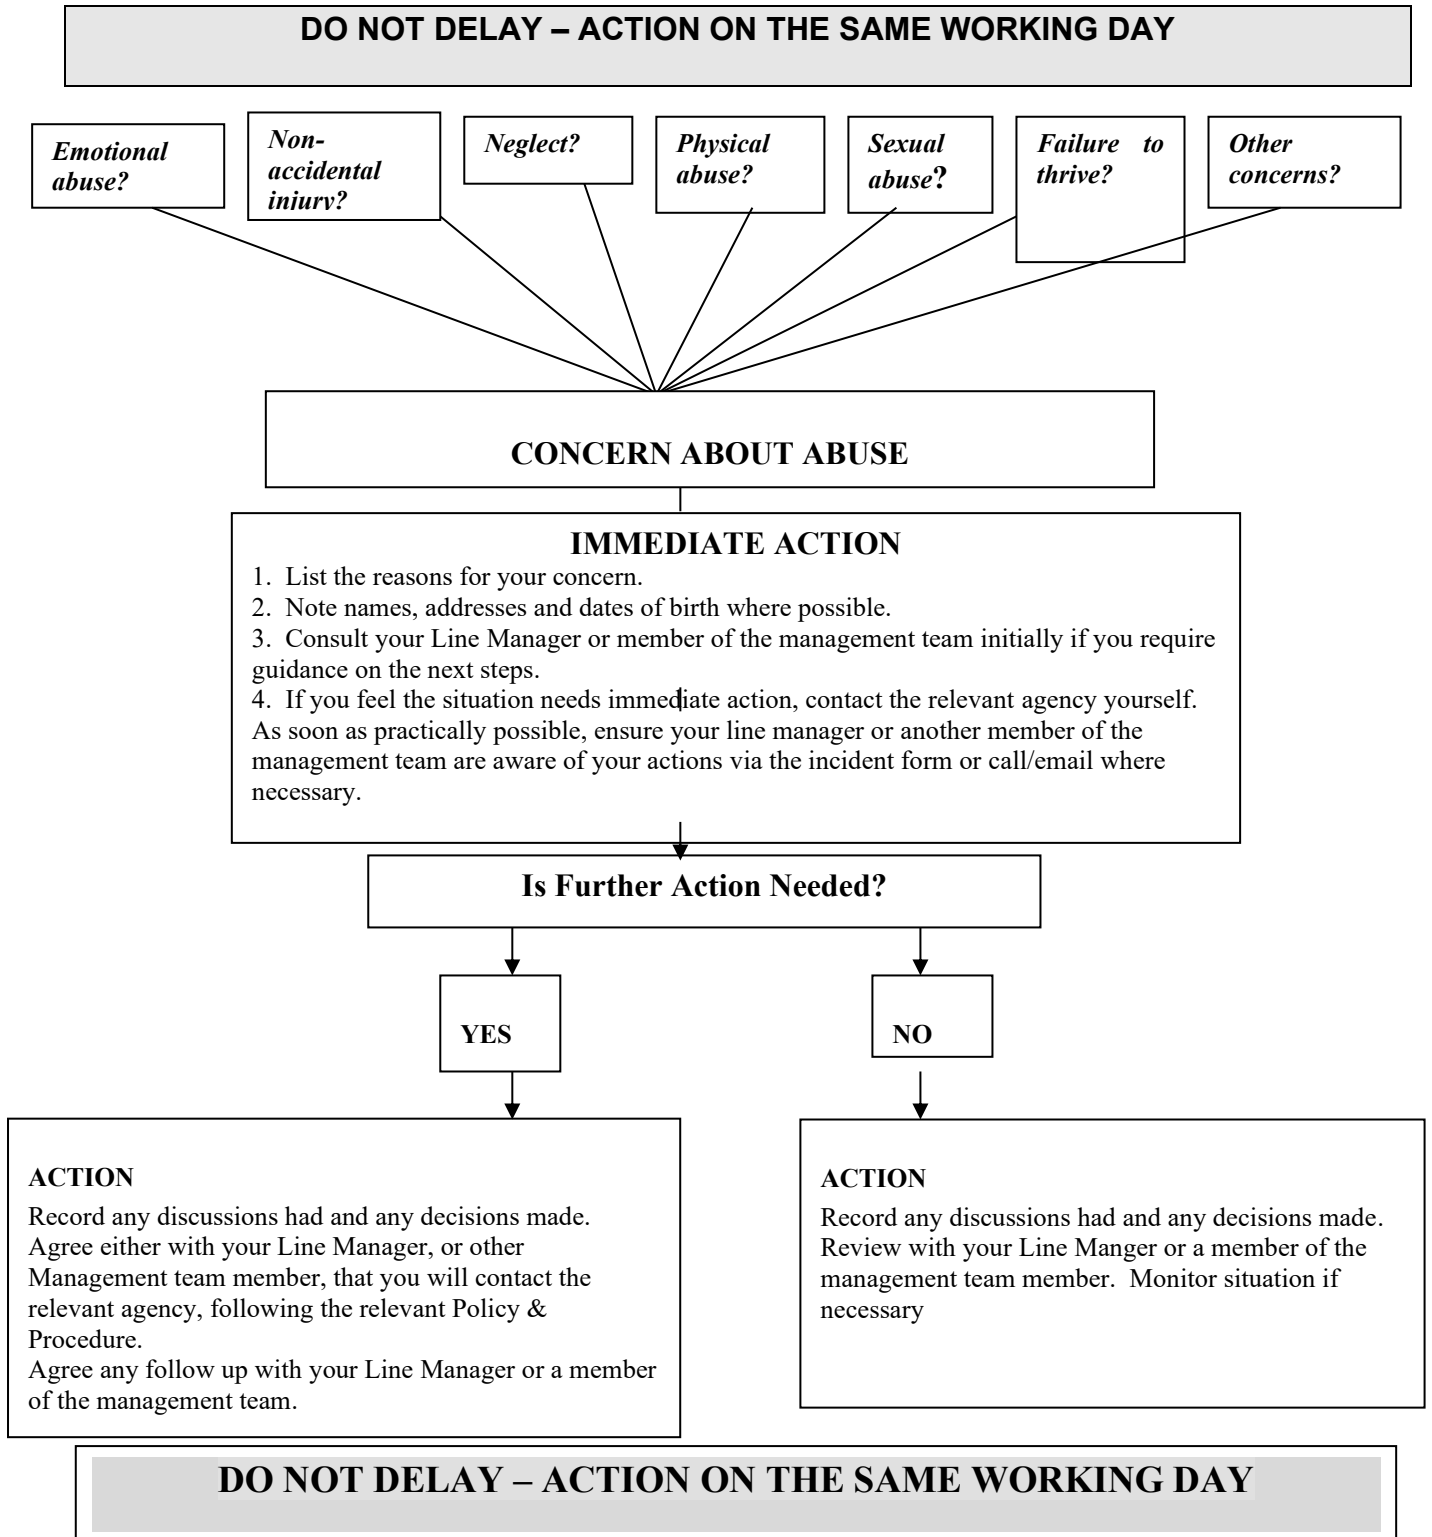 DO NOT DELAY – ACTION ON THE SAME WORKING DAY
Emotional
abuse?
Non-
accidental
injury?
Neglect?
Physical
abuse?
Sexual
abuse?
Failure to
thrive?
Other
concerns?
CONCERN ABOUT ABUSE
IMMEDIATE ACTION
1. List the reasons for your concern.
2. Note names, addresses and dates of birth where possible.
3. Consult your Line Manager or member of the management team initially if you require
guidance on the next steps.
4. If you feel the situation needs immediate action, contact the relevant agency yourself.
As soon as practically possible, ensure your line manager or another member of the
management team are aware of your actions via the incident form or call/email where
necessary.
Is Further Action Needed?
YES
NO
ACTION
Record any discussions had and any decisions made.
Agree either with your Line Manager, or other
Management team member, that you will contact the
relevant agency, following the relevant Policy &
Procedure.
Agree any follow up with your Line Manager or a member
of the management team.
ACTION
Record any discussions had and any decisions made.
Review with your Line Manger or a member of the
management team member. Monitor situation if
necessary
DO NOT DELAY – ACTION ON THE SAME WORKING DAY